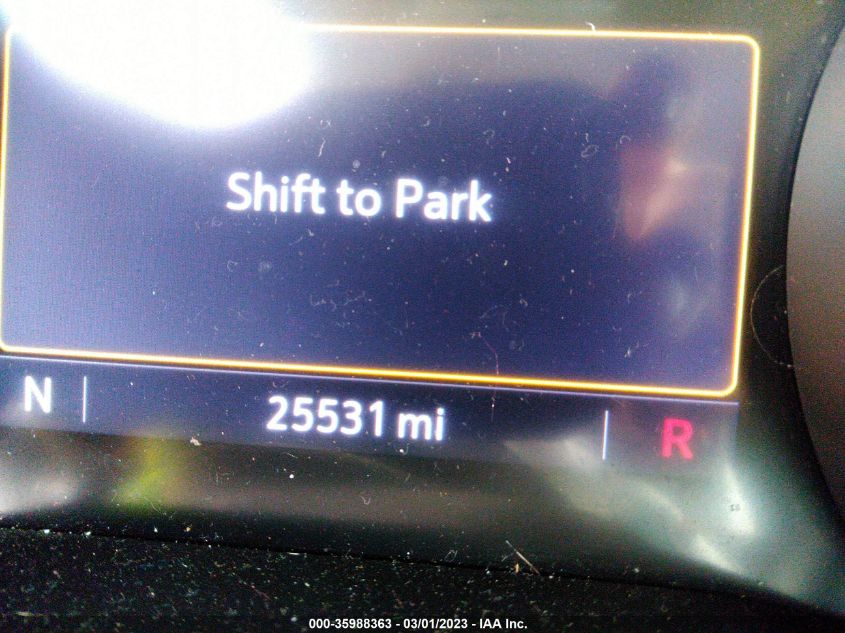 Shift to Park
N 25531 mi R
000-35988363 - 03/01/2023 - IAA Inc.